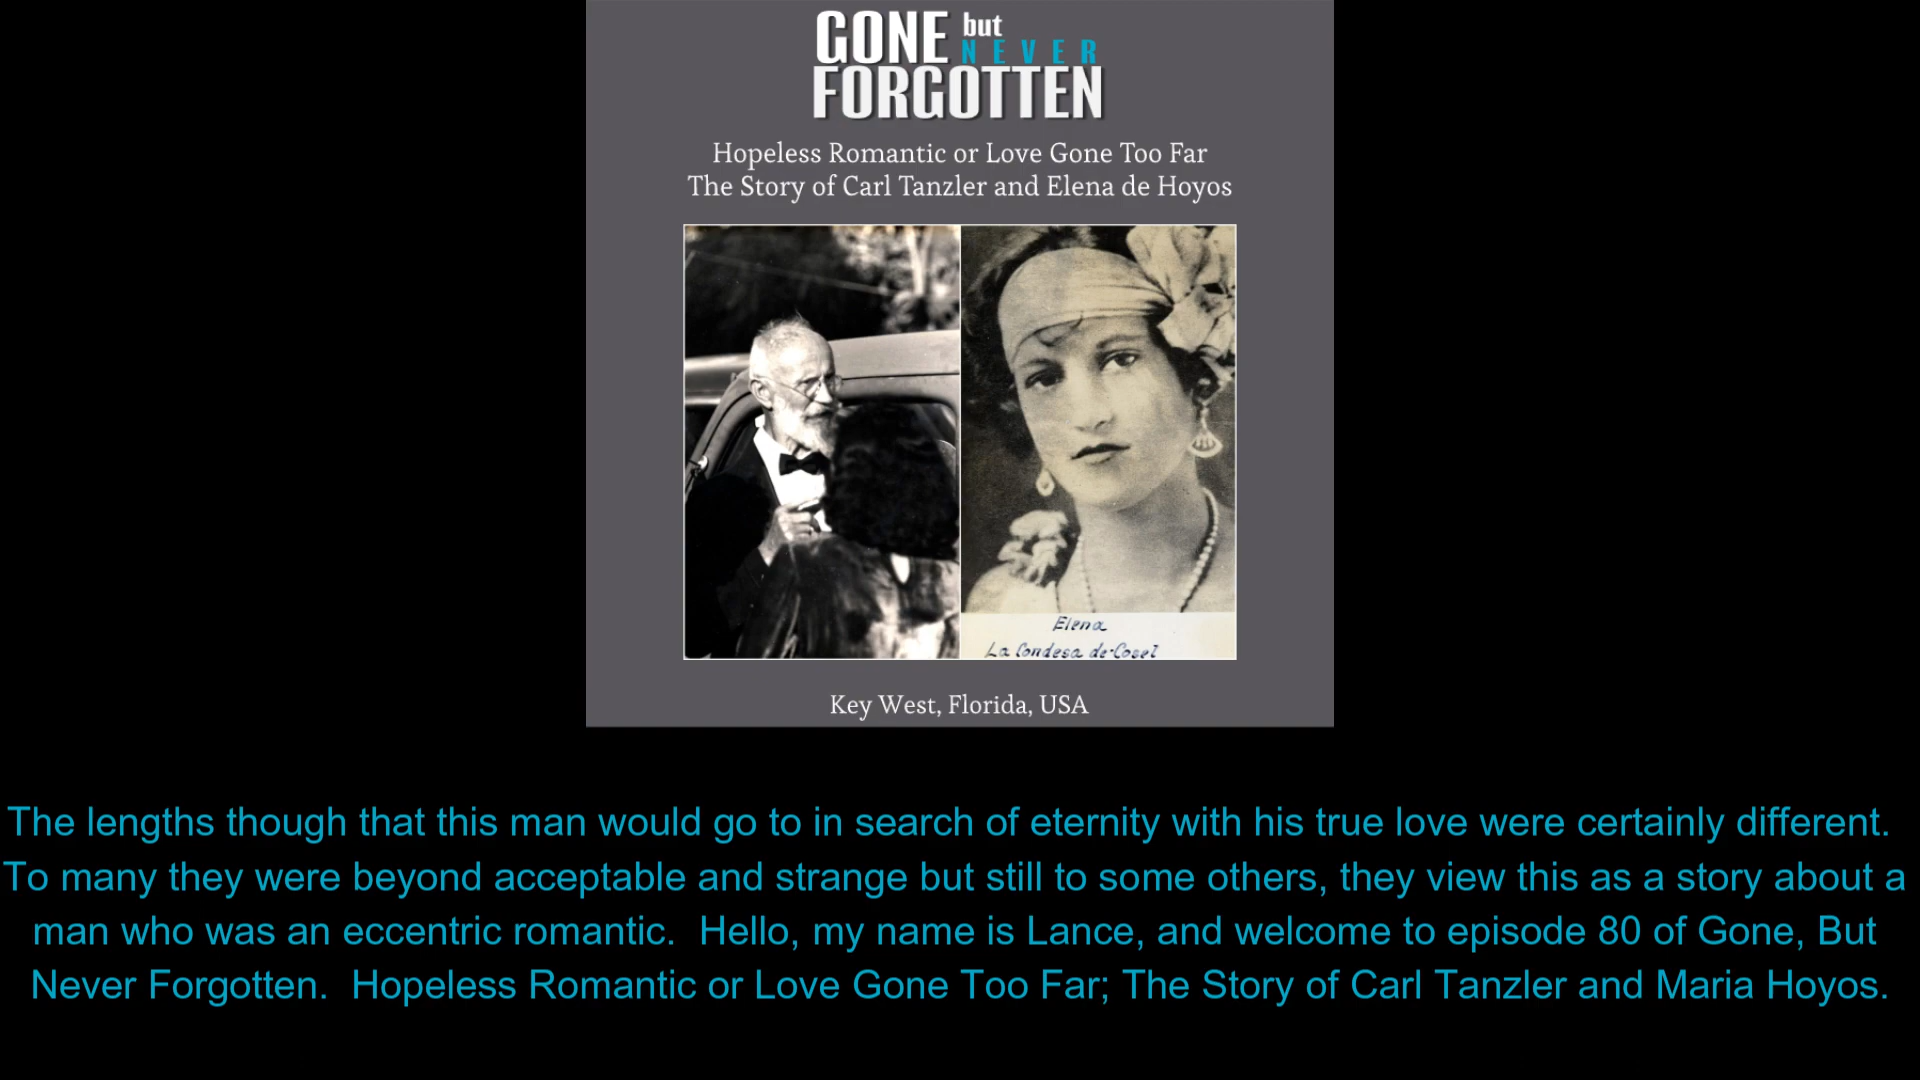 GONE but
NEVER
FORGOTTEN
Hopeless Romantic or Love Gone Too Far
The Story of Carl Tanzler and Elena de Hoyos
Elena
La Condesa de Cosel
Key West, Florida, USA
The lengths though that this man would go to in search of eternity with his true love were certainly different.
To many they were beyond acceptable and strange but still to some others, they view this as a story about a
man who was an eccentric romantic.  Hello, my name is Lance, and welcome to episode 80 of Gone, But
Never Forgotten.  Hopeless Romantic or Love Gone Too Far; The Story of Carl Tanzler and Maria Hoyos.